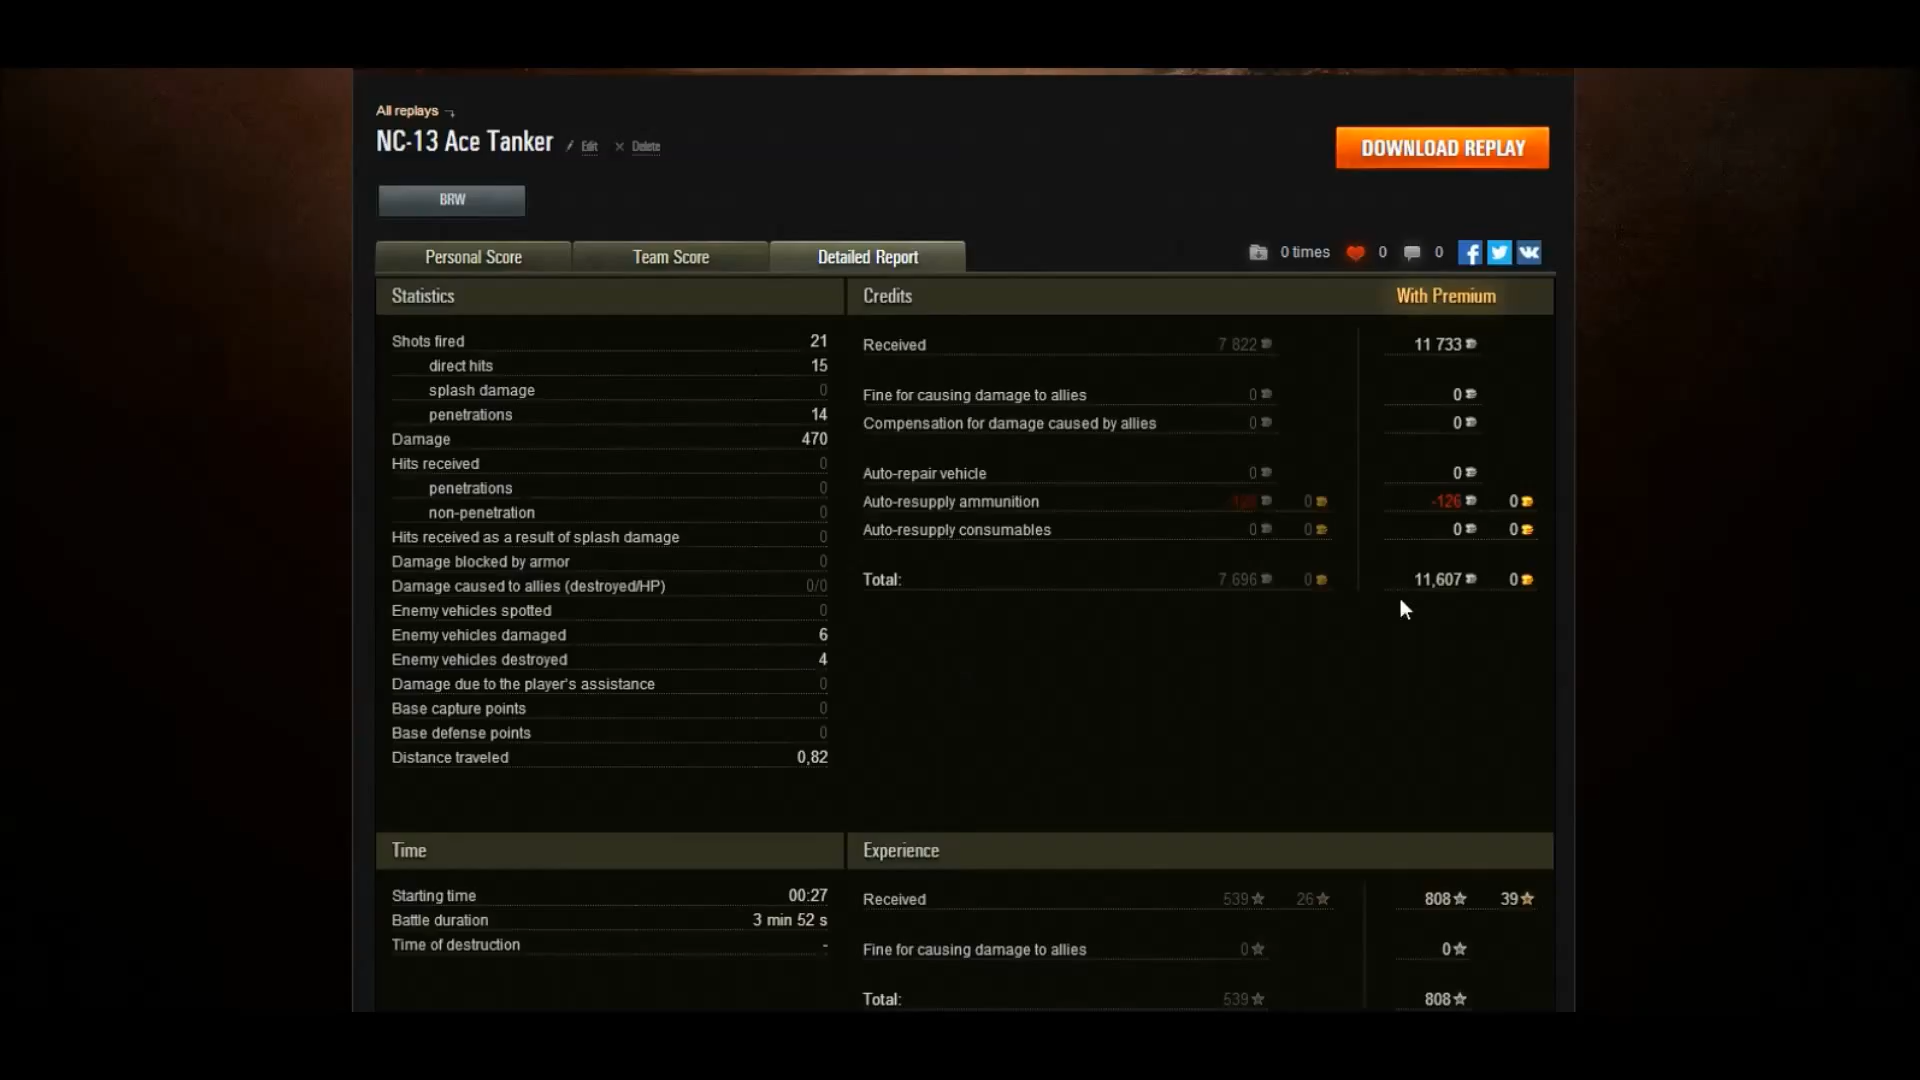 All replays
NC-13 Ace Tanker Edit × Delete
DOWNLOAD REPLAY
BRW
Personal Score Team Score Detailed Report 0 times 0 0
Statistics Credits With Premium
Shots fired 21
direct hits 15
splash damage 0
penetrations 14
Damage 470
Hits received 0
penetrations 0
non-penetration 0
Hits received as a result of splash damage 0
Damage blocked by armor 0
Damage caused to allies (destroyed/HP) 0/0
Enemy vehicles spotted 0
Enemy vehicles damaged 6
Enemy vehicles destroyed 4
Damage due to the player's assistance 0
Base capture points 0
Base defense points 0
Distance traveled 0,82
Received 7 822 11 733
Fine for causing damage to allies 0 0
Compensation for damage caused by allies 0 0
Auto-repair vehicle 0 0
Auto-resupply ammunition 0 -126 0
Auto-resupply consumables 0 0 0 0
Total: 7 696 0 11,607 0
Time Experience
Starting time 00:27
Battle duration 3 min 52 s
Time of destruction -
Received 539 26 808 39
Fine for causing damage to allies 0 0
Total: 539 808